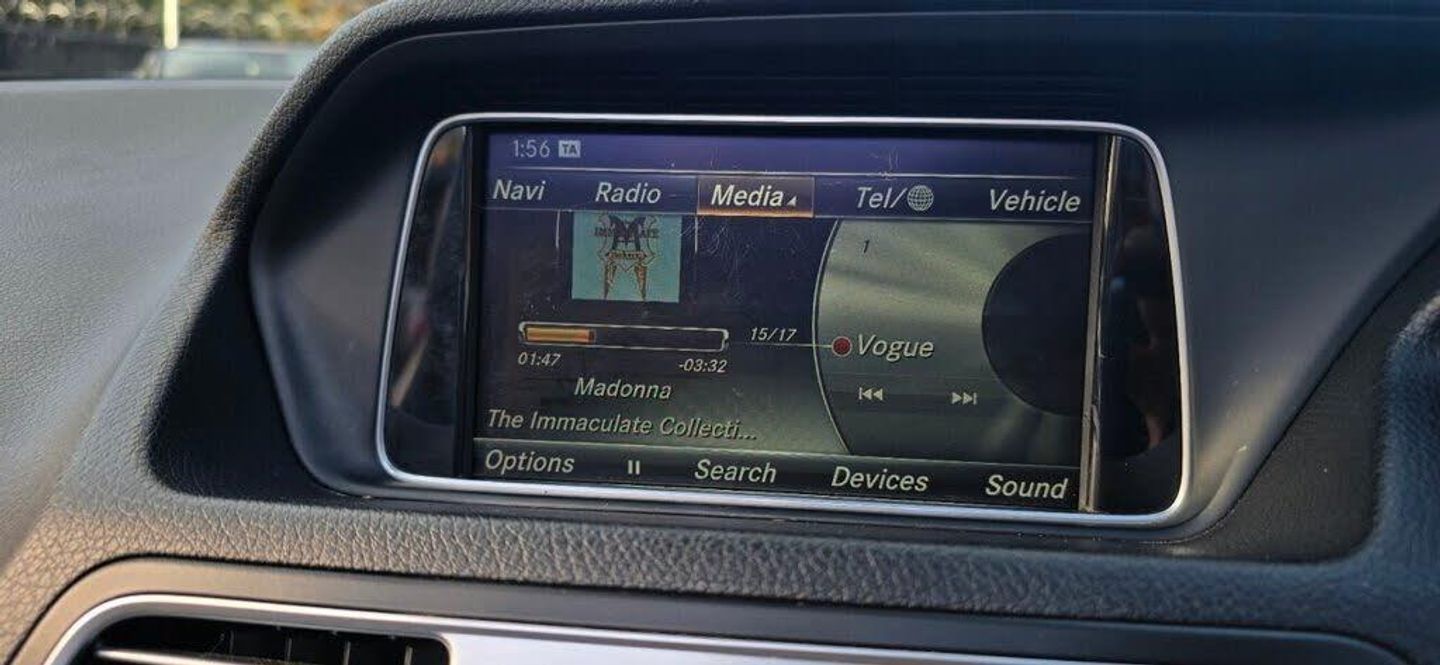 1:56 TA
Navi Radio Media Tel/ Vehicle
IMMACULATE
1
15/17 Vogue
01:47 -03:32
Madonna
The Immaculate Collecti...
Options Search Devices Sound